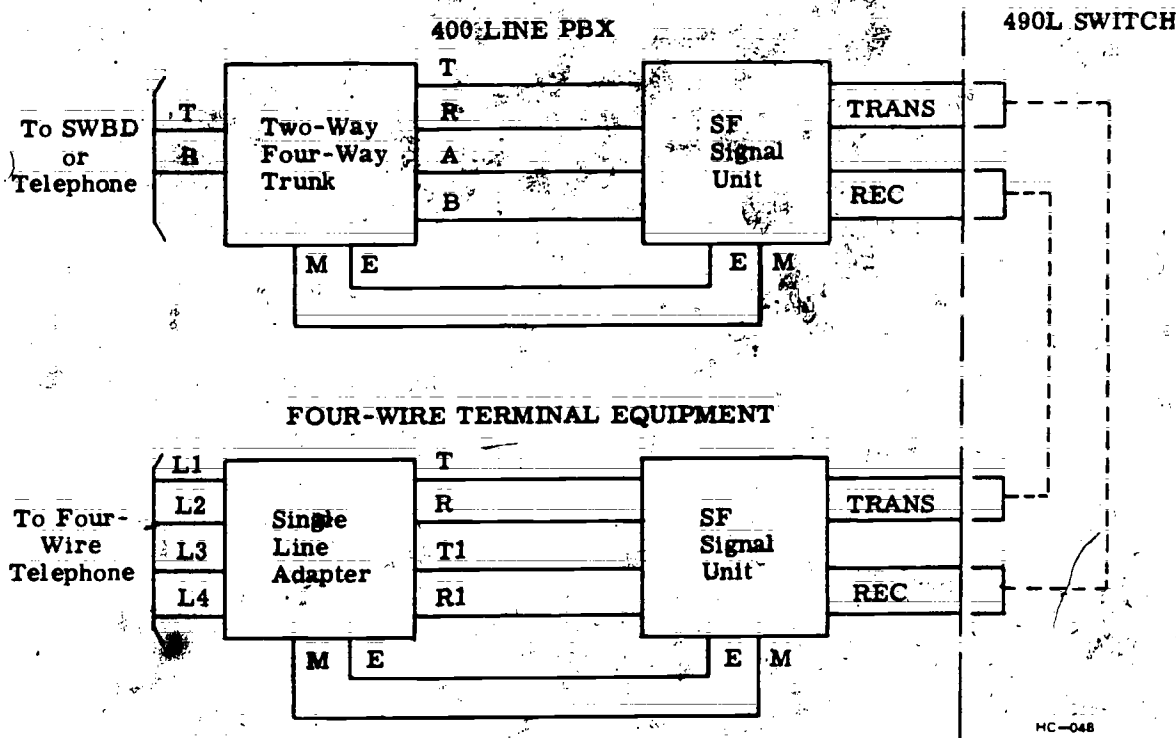 400 LINE PBX
490L SWITCH
To SWBD
or
Telephone
T
R
Two-Way
Four-Way
Trunk
T
R
A
B
M E
SF
Signal
Unit
E M
TRANS
REC
FOUR-WIRE TERMINAL EQUIPMENT
To Four-
Wire
Telephone
L1
L2
L3
L4
Single
Line
Adapter
T
R
T1
R1
M E
SF
Signal
Unit
E M
TRANS
REC
HC-048